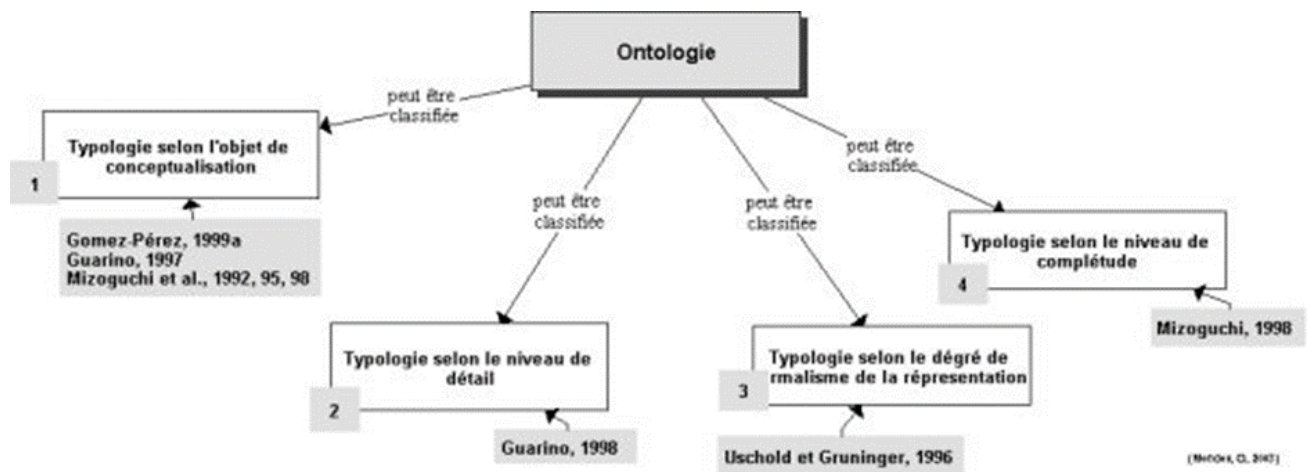 Ontologie
peut être
classifiée
Typologie selon l'objet de
conceptualisation
1
Gomez-Pérez, 1999a
Guarino, 1997
Mizoguchi et al., 1992, 95, 98
peut être
classifiée
Typologie selon le niveau de
détail
2
Guarino, 1998
peut être
classifiée
Typologie selon le dégré de
rmalisme de la répresentation
3
Uschold et Gruninger, 1996
peut être
classifiée
Typologie selon le niveau de
complétude
4
Mizoguchi, 1998